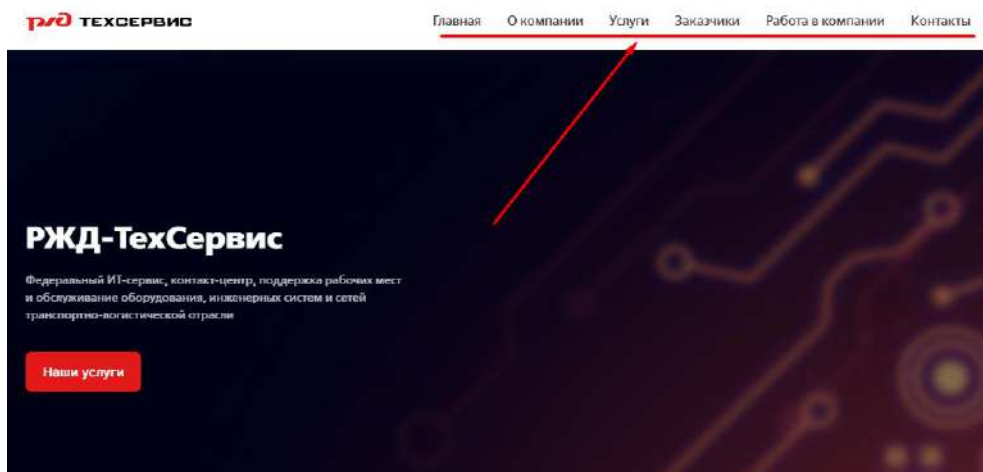 ржд ТЕХСЕРВИС
Главная О компании Услуги Заказчики Работа в компании Контакты
РЖД-ТехСервис
Федеральный ИТ-сервис, контакт-центр, поддержка рабочих мест
и обслуживание оборудования, инженерных систем и сетей
транспортно-логистической отрасли
Наши услуги